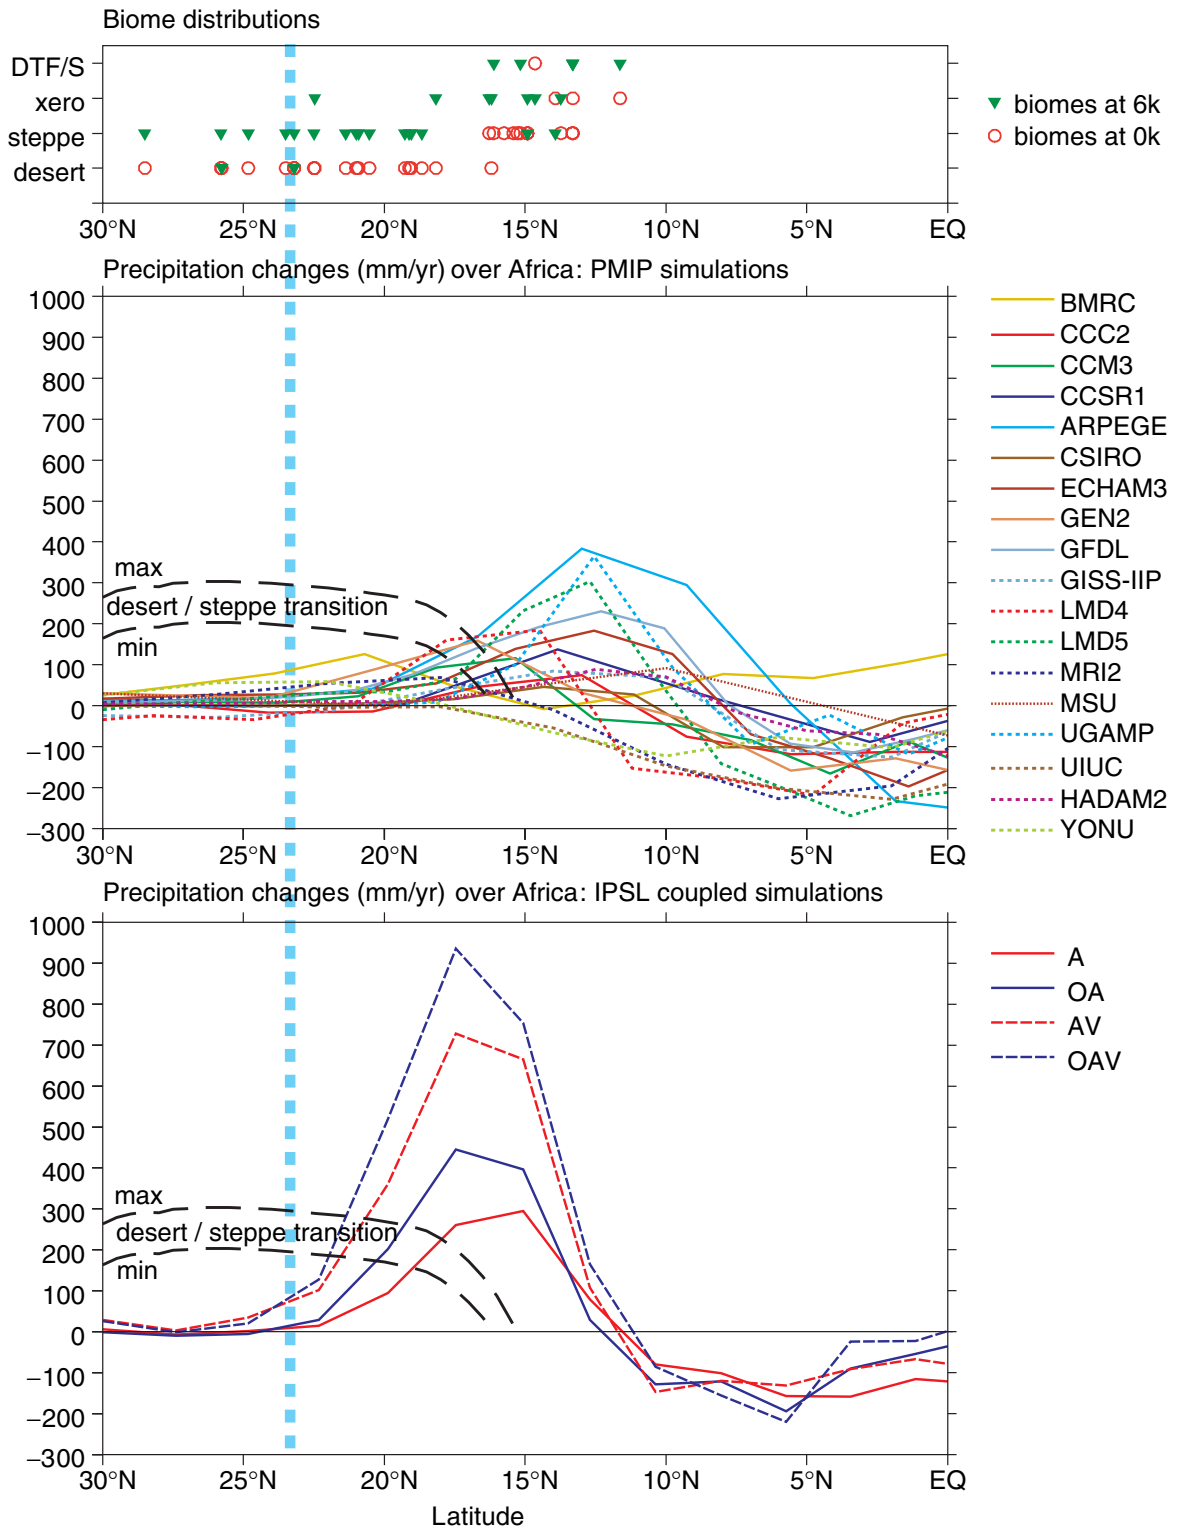 Biome distributions
DTF/S
xero
steppe
desert
biomes at 6k
biomes at 0k
30°N 25°N 20°N 15°N 10°N 5°N EQ
Precipitation changes (mm/yr) over Africa: PMIP simulations
1000
900
800
700
600
500
400
300
200
100
0
−100
−200
−300
max
desert / steppe transition
min
BMRC
CCC2
CCM3
CCSR1
ARPEGE
CSIRO
ECHAM3
GEN2
GFDL
GISS-IIP
LMD4
LMD5
MRI2
MSU
UGAMP
UIUC
HADAM2
YONU
30°N 25°N 20°N 15°N 10°N 5°N EQ
Precipitation changes (mm/yr) over Africa: IPSL coupled simulations
1000
900
800
700
600
500
400
300
200
100
0
−100
−200
−300
max
desert / steppe transition
min
A
OA
AV
OAV
30°N 25°N 20°N 15°N 10°N 5°N EQ
Latitude